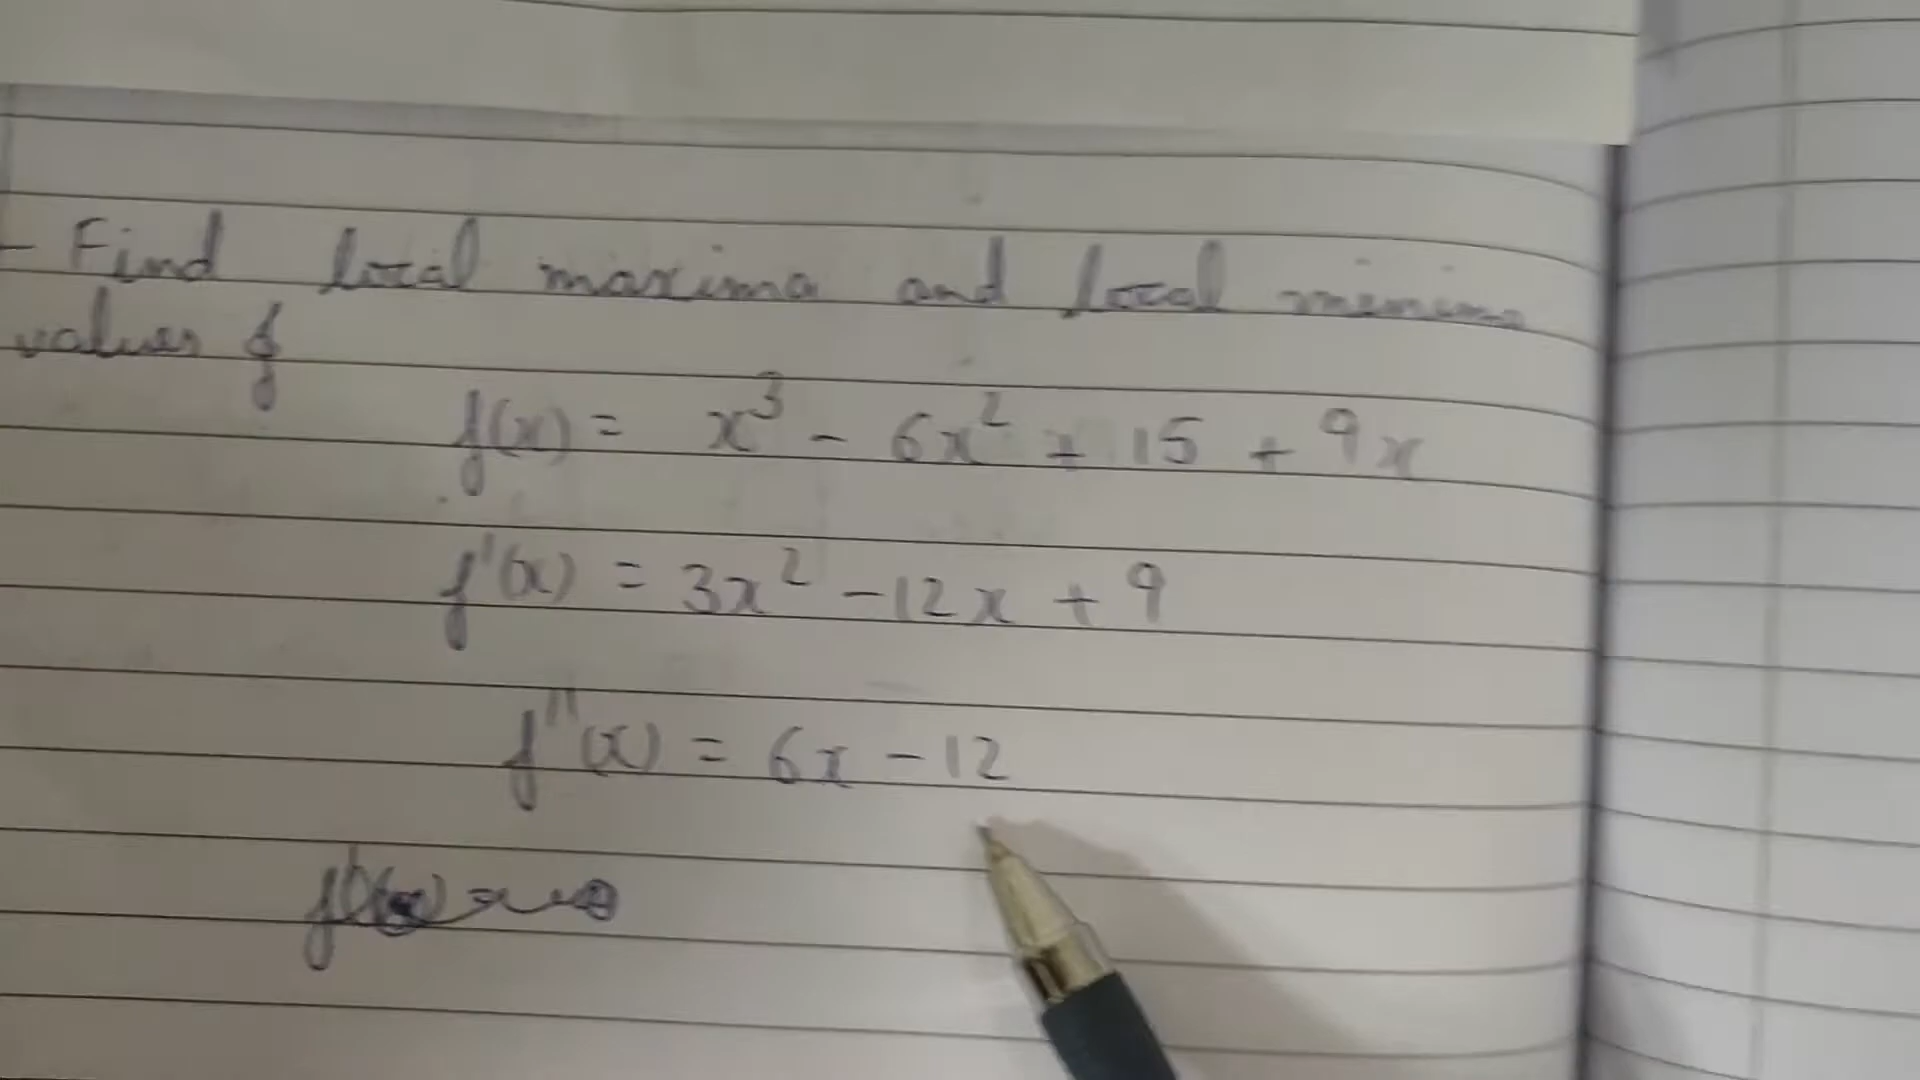 - Find local maxima and local minima
values of
f(x) = x³ - 6x² + 15 + 9x
f'(x) = 3x² - 12x + 9
f''(x) = 6x - 12